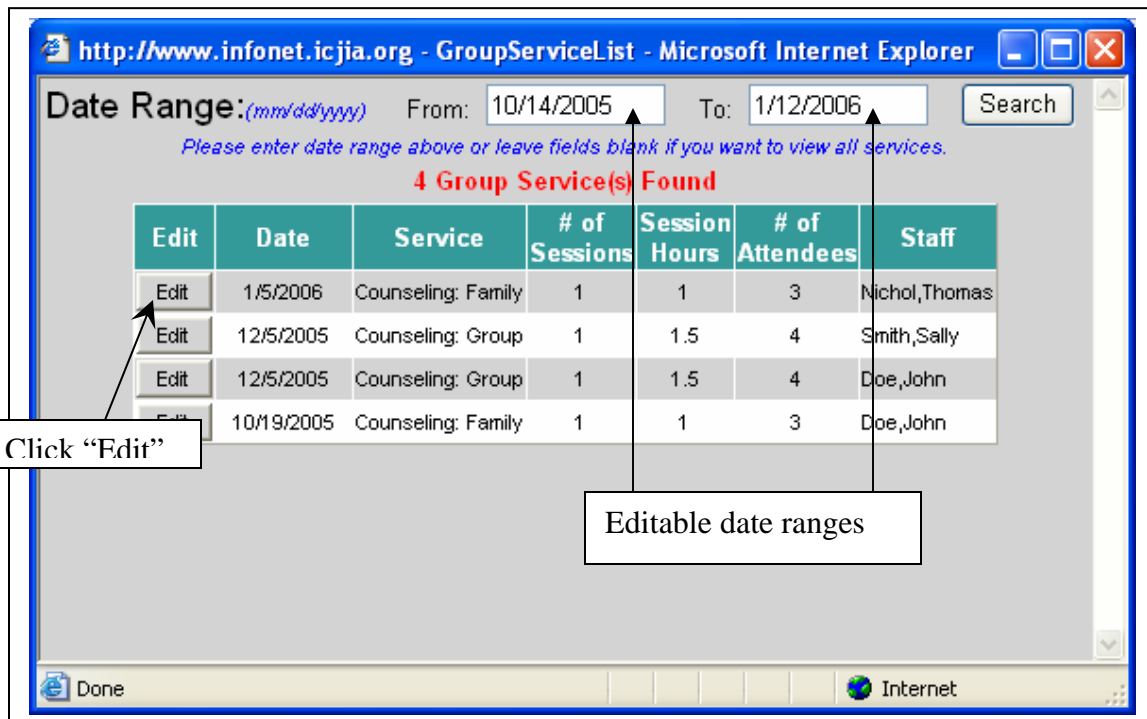 http://www.infonet.icjia.org - GroupServiceList - Microsoft Internet Explorer
Date Range:(mm/dd/yyyy) From: 10/14/2005 To: 1/12/2006 Search
Please enter date range above or leave fields blank if you want to view all services.
4 Group Service(s) Found
Edit Date Service # of Sessions Session Hours # of Attendees Staff
Edit 1/5/2006 Counseling: Family 1 1 3 Nichol,Thomas
Edit 12/5/2005 Counseling: Group 1 1.5 4 Smith,Sally
Edit 12/5/2005 Counseling: Group 1 1.5 4 Doe,John
10/19/2005 Counseling: Family 1 1 3 Doe,John
Click “Edit”
Editable date ranges
Done Internet